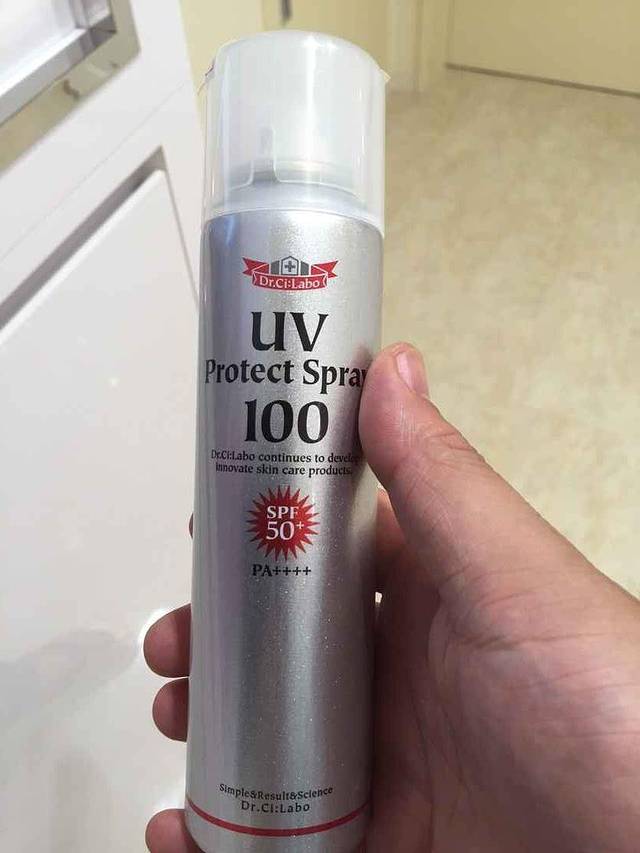 Dr.Ci:Labo
UV
Protect Spra
100
Dr.Ci:Labo continues to develop
innovate skin care products.
SPF
50+
PA++++
Simple&Result&Science
Dr.Ci:Labo